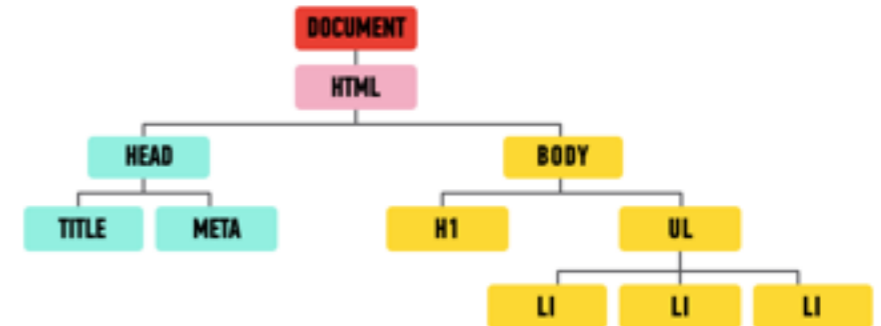 DOCUMENT
HTML
HEAD BODY
TITLE META H1 UL
LI LI LI